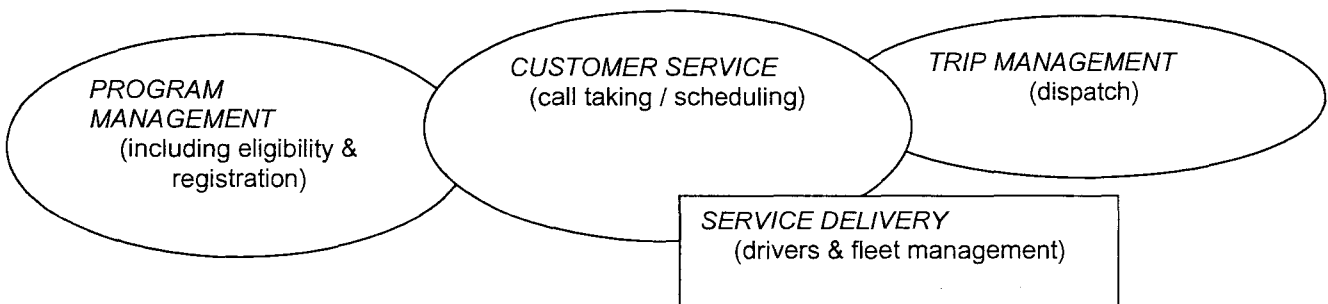 PROGRAM
MANAGEMENT
(including eligibility &
registration)
CUSTOMER SERVICE
(call taking / scheduling)
TRIP MANAGEMENT
(dispatch)
SERVICE DELIVERY
(drivers & fleet management)